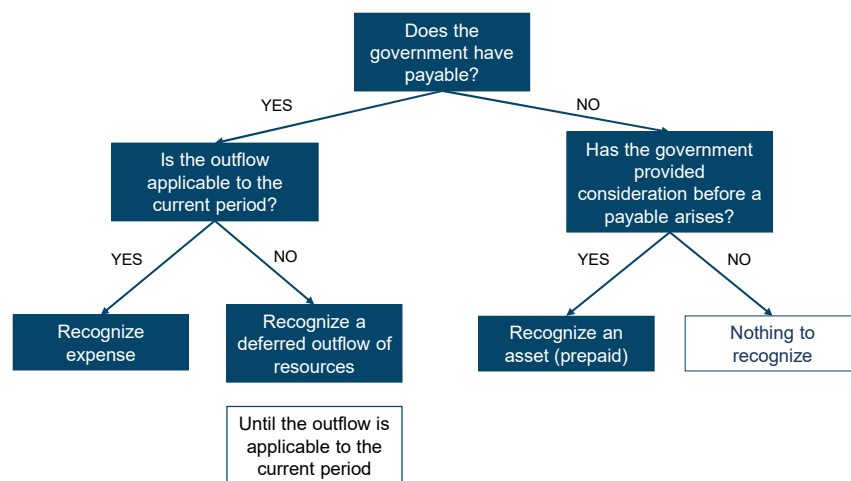 Does the
government have
payable?
YES
NO
Is the outflow
applicable to the
current period?
Has the government
provided
consideration before a
payable arises?
YES
NO
YES
NO
Recognize
expense
Recognize a
deferred outflow of
resources
Recognize an
asset (prepaid)
Nothing to
recognize
Until the outflow is
applicable to the
current period